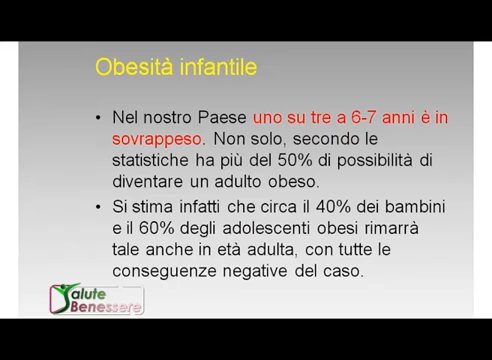 Obesità infantile
• Nel nostro Paese uno su tre a 6-7 anni è in
sovrappeso. Non solo, secondo le
statistiche ha più del 50% di possibilità di
diventare un adulto obeso.
• Si stima infatti che circa il 40% dei bambini
e il 60% degli adolescenti obesi rimarrà
tale anche in età adulta, con tutte le
conseguenze negative del caso.
Salute
Benessere